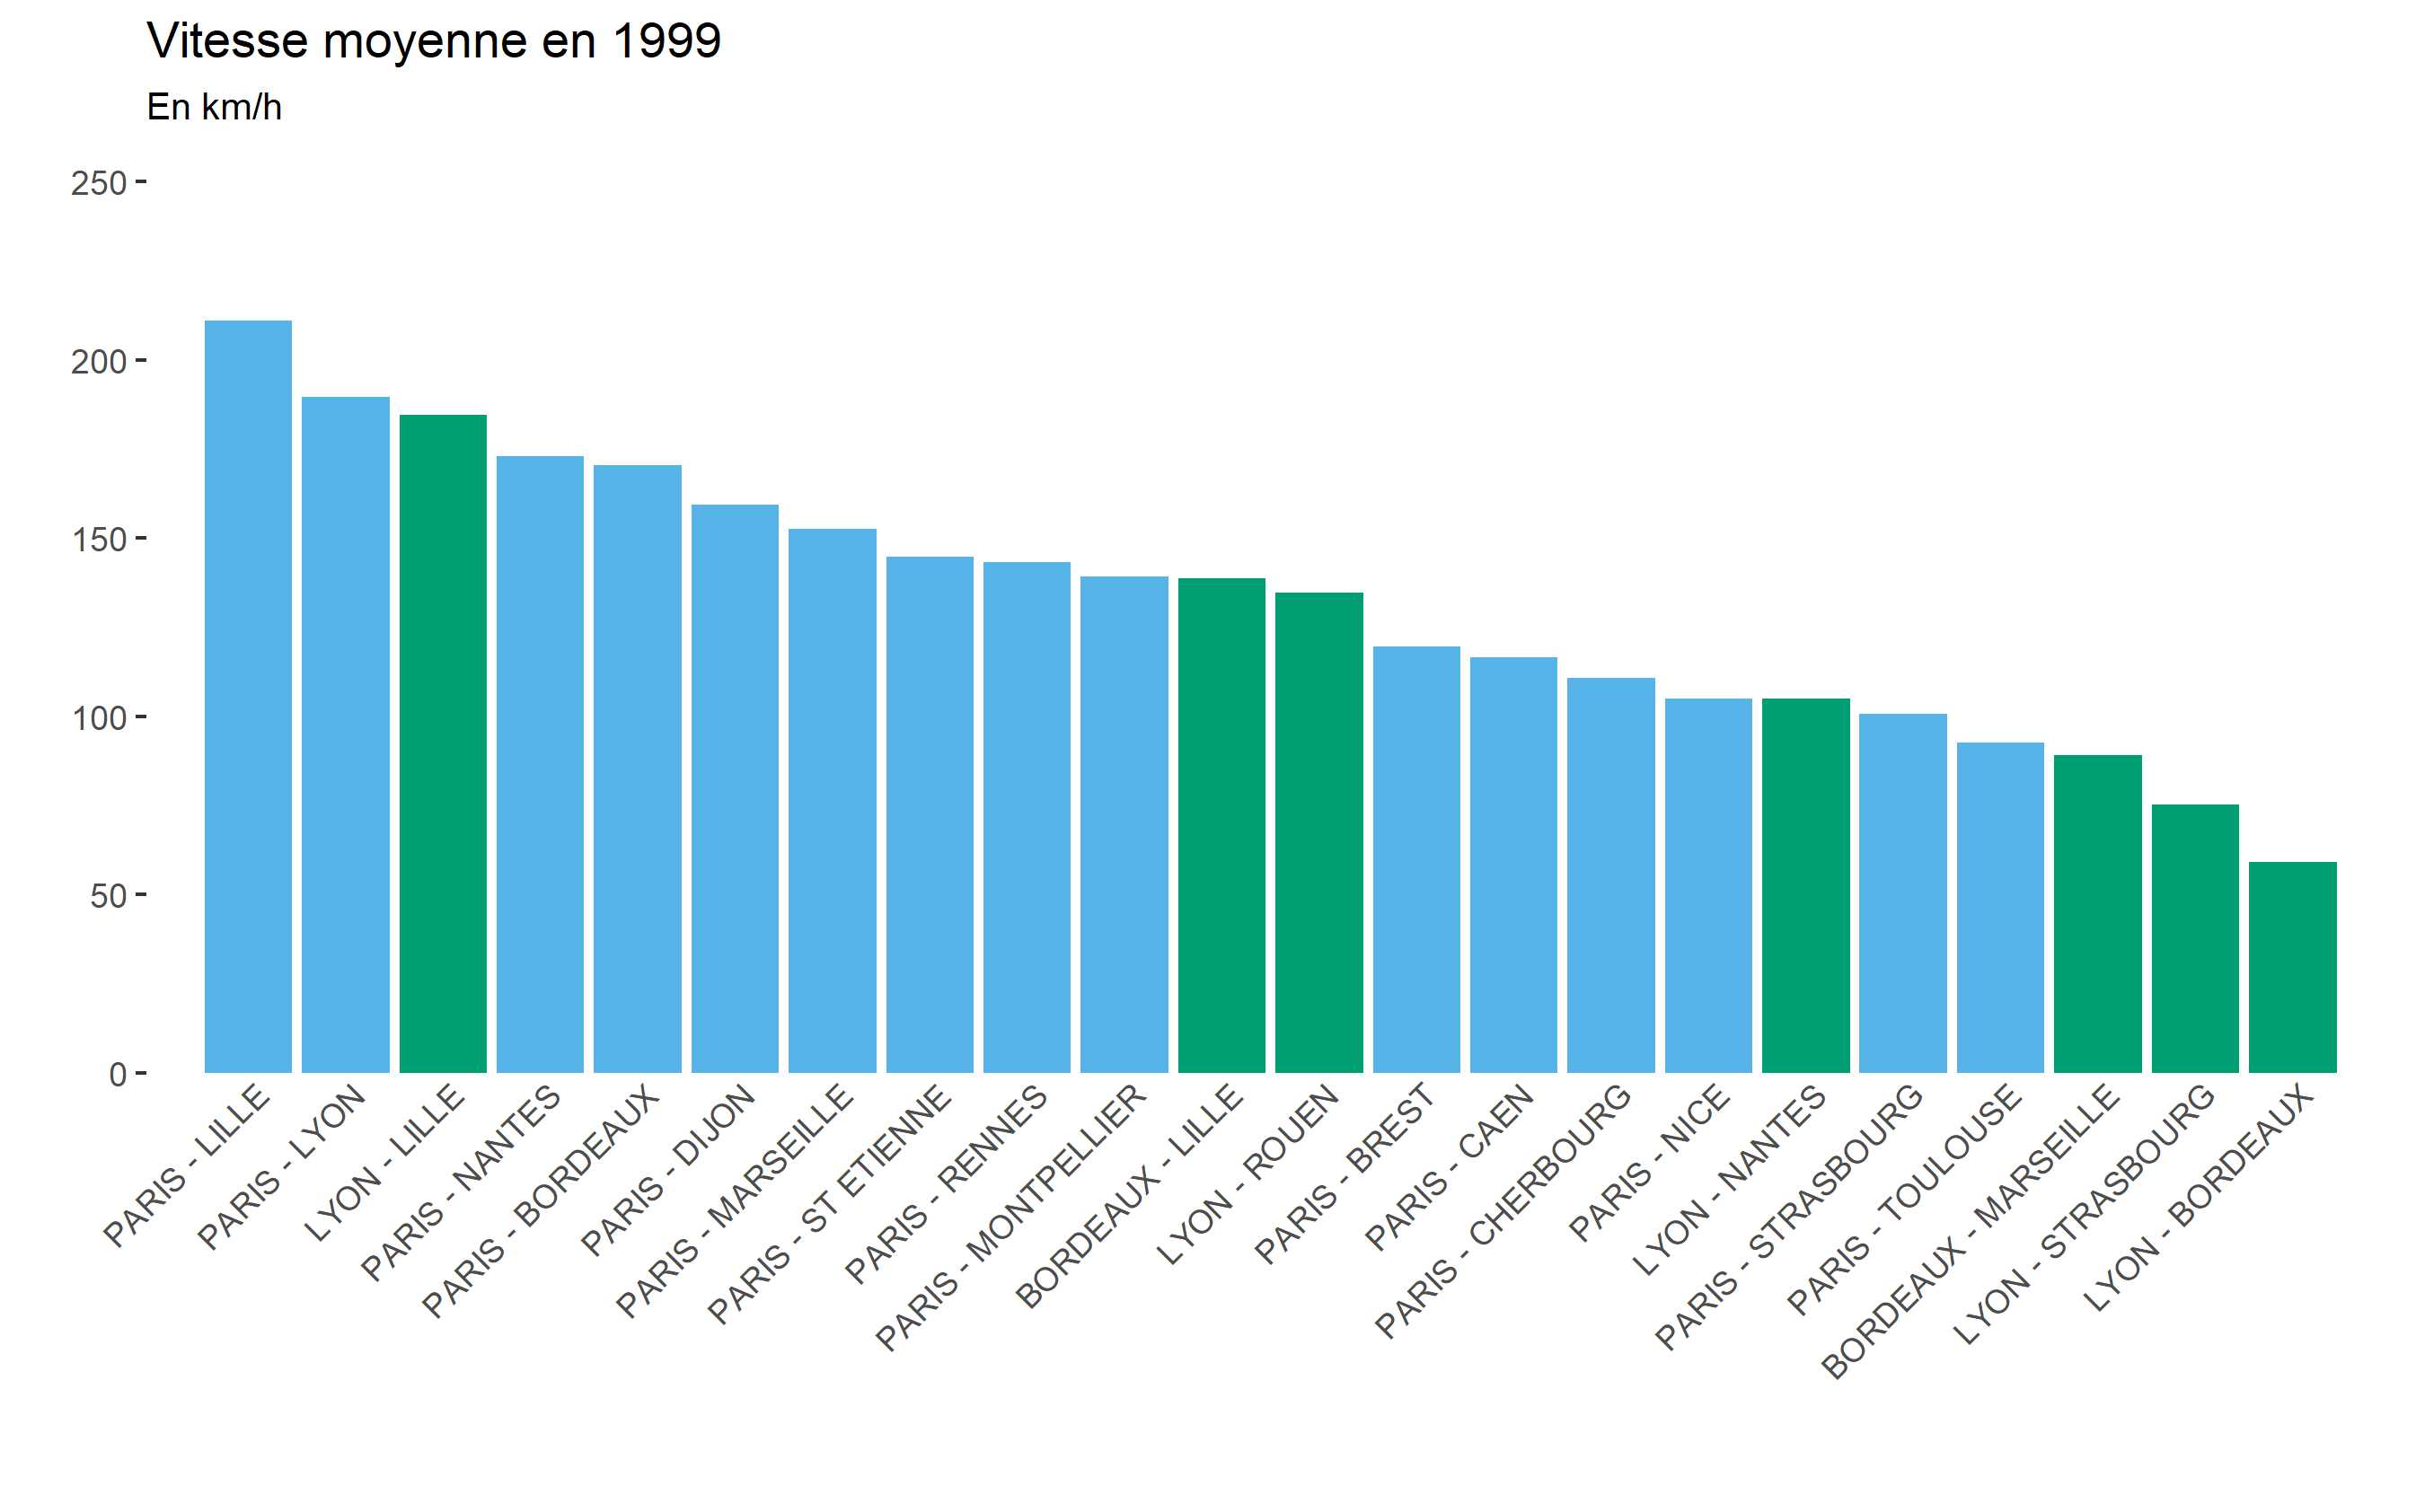 Vitesse moyenne en 1999
En km/h
250
200
150
100
50
0
PARIS - LILLE
PARIS - LYON
LYON - LILLE
PARIS - NANTES
PARIS - BORDEAUX
PARIS - DIJON
PARIS - MARSEILLE
PARIS - ST ETIENNE
PARIS - RENNES
PARIS - MONTPELLIER
BORDEAUX - LILLE
LYON - ROUEN
PARIS - BREST
PARIS - CAEN
PARIS - CHERBOURG
PARIS - NICE
LYON - NANTES
PARIS - STRASBOURG
PARIS - TOULOUSE
BORDEAUX - MARSEILLE
LYON - STRASBOURG
LYON - BORDEAUX